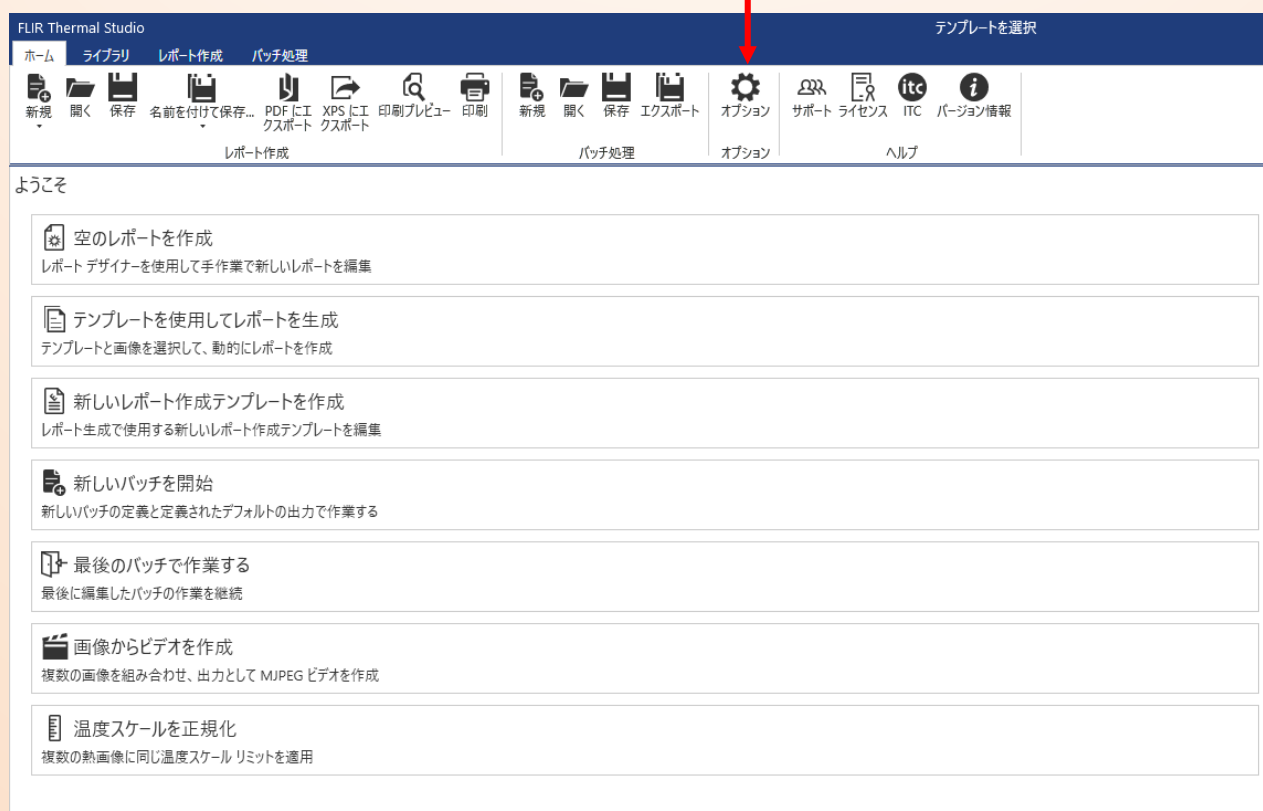 FLIR Thermal Studio
テンプレートを選択
ホーム ライブラリ レポート作成 バッチ処理
新規 開く 保存 名前を付けて保存... PDF にエクスポート XPS にエクスポート 印刷プレビュー 印刷 新規 開く 保存 エクスポート オプション サポート ライセンス itc ITC バージョン情報
レポート作成 バッチ処理 オプション ヘルプ
ようこそ
空のレポートを作成
レポート デザイナーを使用して手作業で新しいレポートを編集
テンプレートを使用してレポートを生成
テンプレートと画像を選択して、動的にレポートを作成
新しいレポート作成テンプレートを作成
レポート生成で使用する新しいレポート作成テンプレートを編集
新しいバッチを開始
新しいバッチの定義と定義されたデフォルトの出力で作業する
最後のバッチで作業する
最後に編集したバッチの作業を継続
画像からビデオを作成
複数の画像を組み合わせ、出力として MJPEG ビデオを作成
温度スケールを正規化
複数の熱画像に同じ温度スケール リミットを適用